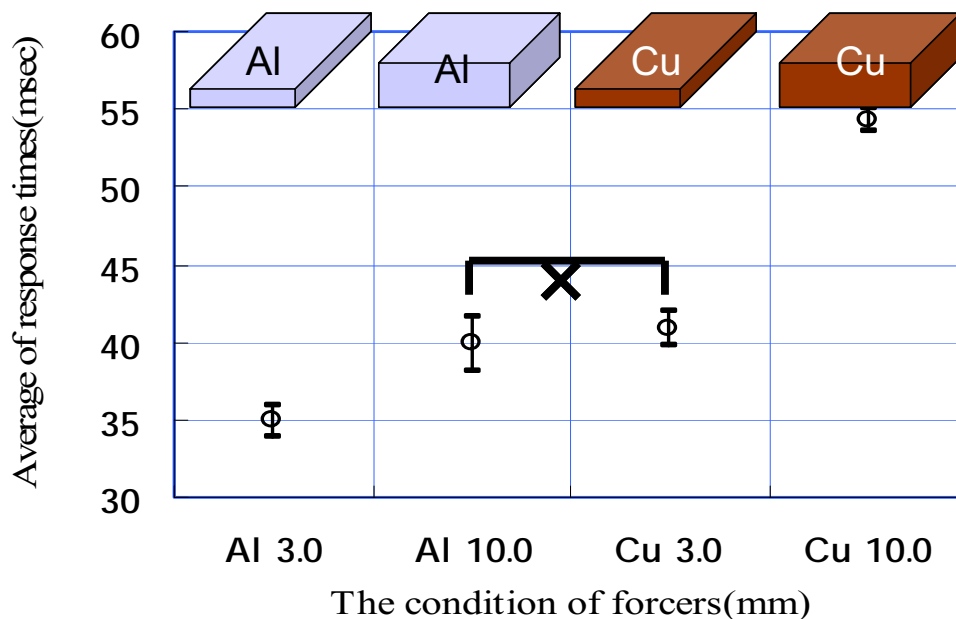 Average of response times(msec)
60
55
50
45
40
35
30
Al
Al
Cu
Cu
Al 3.0
Al 10.0
Cu 3.0
Cu 10.0
The condition of forcers(mm)